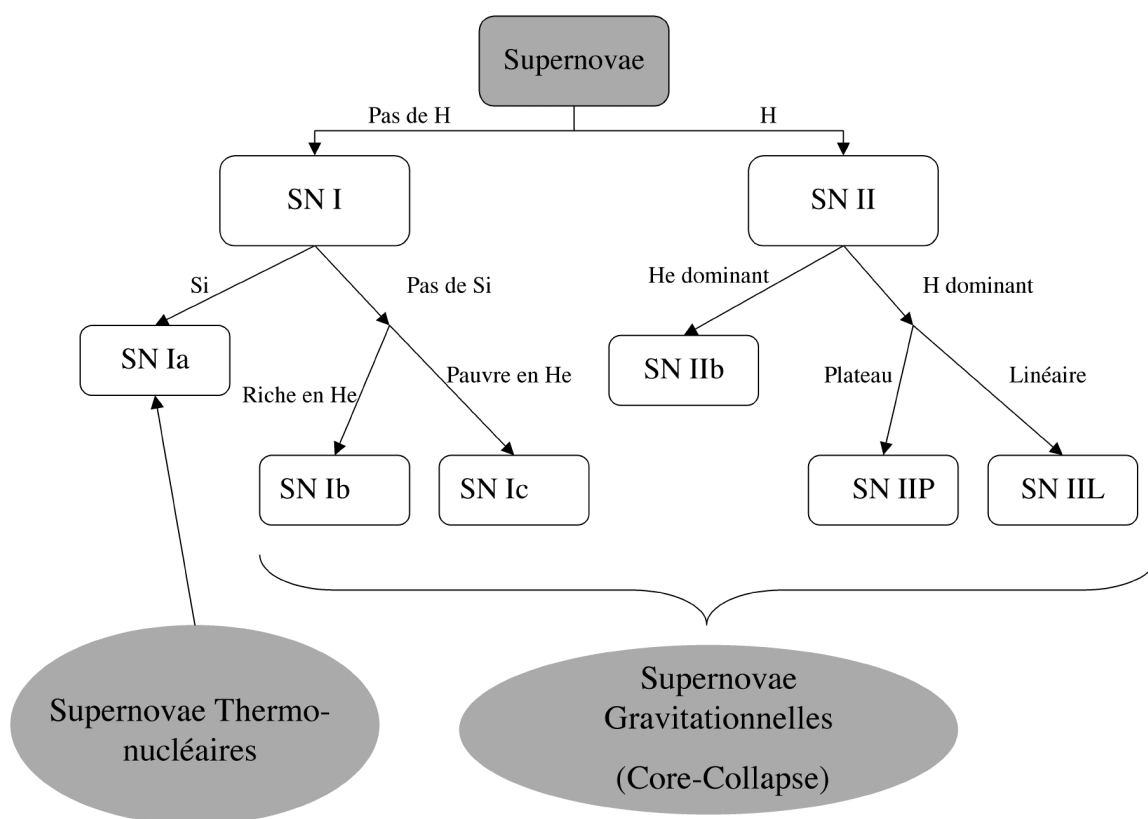 Supernovae
Pas de H
H
SN I
SN II
Si
Pas de Si
He dominant
H dominant
SN Ia
SN IIb
Riche en He
Pauvre en He
Plateau
Linéaire
SN Ib
SN Ic
SN IIP
SN IIL
Supernovae Thermo-
nucléaires
Supernovae
Gravitationnelles
(Core-Collapse)